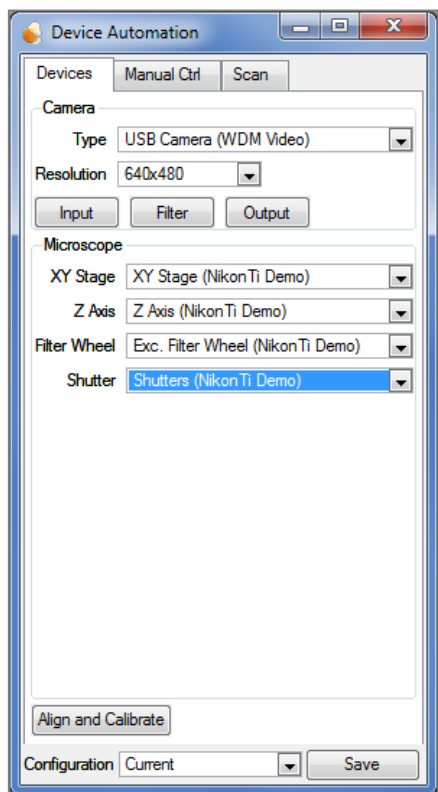 Device Automation
Devices Manual Ctrl Scan
Camera
Type USB Camera (WDM Video)
Resolution 640x480
Input Filter Output
Microscope
XY Stage XY Stage (NikonTi Demo)
Z Axis Z Axis (NikonTi Demo)
Filter Wheel Exc. Filter Wheel (NikonTi Demo)
Shutter Shutters (NikonTi Demo)
Align and Calibrate
Configuration Current Save